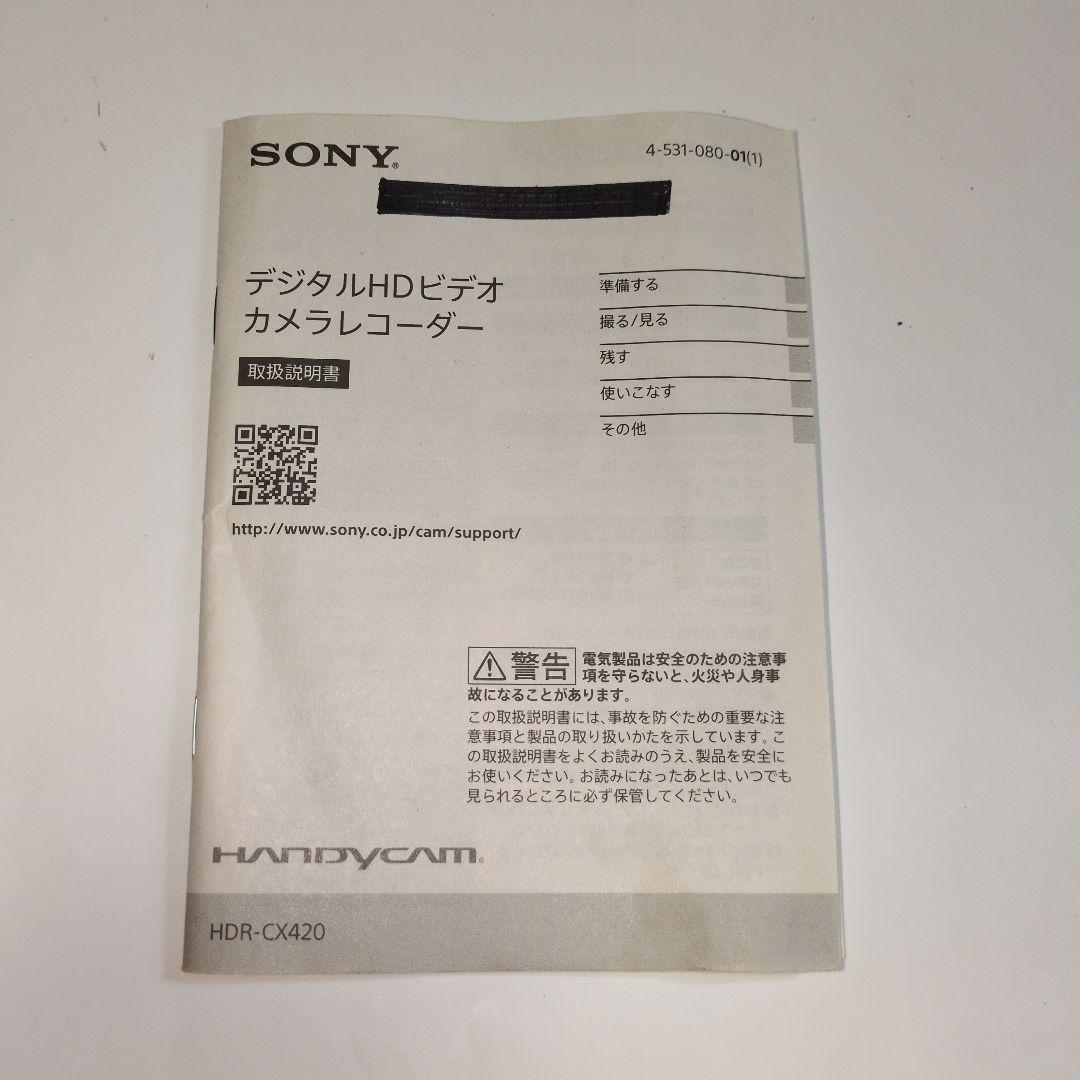 SONY®
4-531-080-01(1)
デジタルHDビデオ
カメラレコーダー
取扱説明書
http://www.sony.co.jp/cam/support/
準備する
撮る/見る
残す
使いこなす
その他
警告
電気製品は安全のための注意事
項を守らないと、火災や人身事
故になることがあります。
この取扱説明書には、事故を防ぐための重要な注
意事項と製品の取り扱いかたを示しています。こ
の取扱説明書をよくお読みのうえ、製品を安全に
お使いください。お読みになったあとは、いつでも
見られるところに必ず保管してください。
HANDYCAM®
HDR-CX420